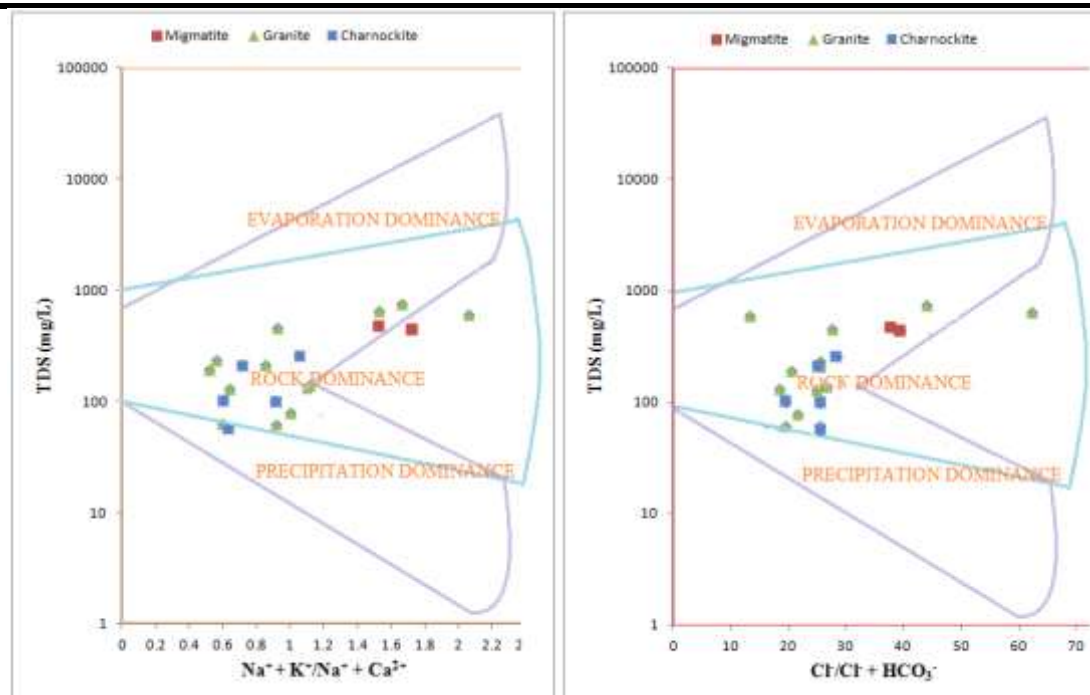 Migmatite Granite Charnockite
100000
10000
1000
100
10
1
EVAPORATION DOMINANCE
ROCK DOMINANCE
PRECIPITATION DOMINANCE
TDS (mg/L)
0 0.2 0.4 0.6 0.8 1 1.2 1.4 1.6 1.8 2 2.2 2
Na⁺ + K⁺/Na⁺ + Ca²⁺
Migmatite Granite Charnockite
100000
10000
1000
100
10
1
EVAPORATION DOMINANCE
ROCK DOMINANCE
PRECIPITATION DOMINANCE
TDS (mg/L)
0 10 20 30 40 50 60 70
Cl⁻/Cl⁻ + HCO₃⁻